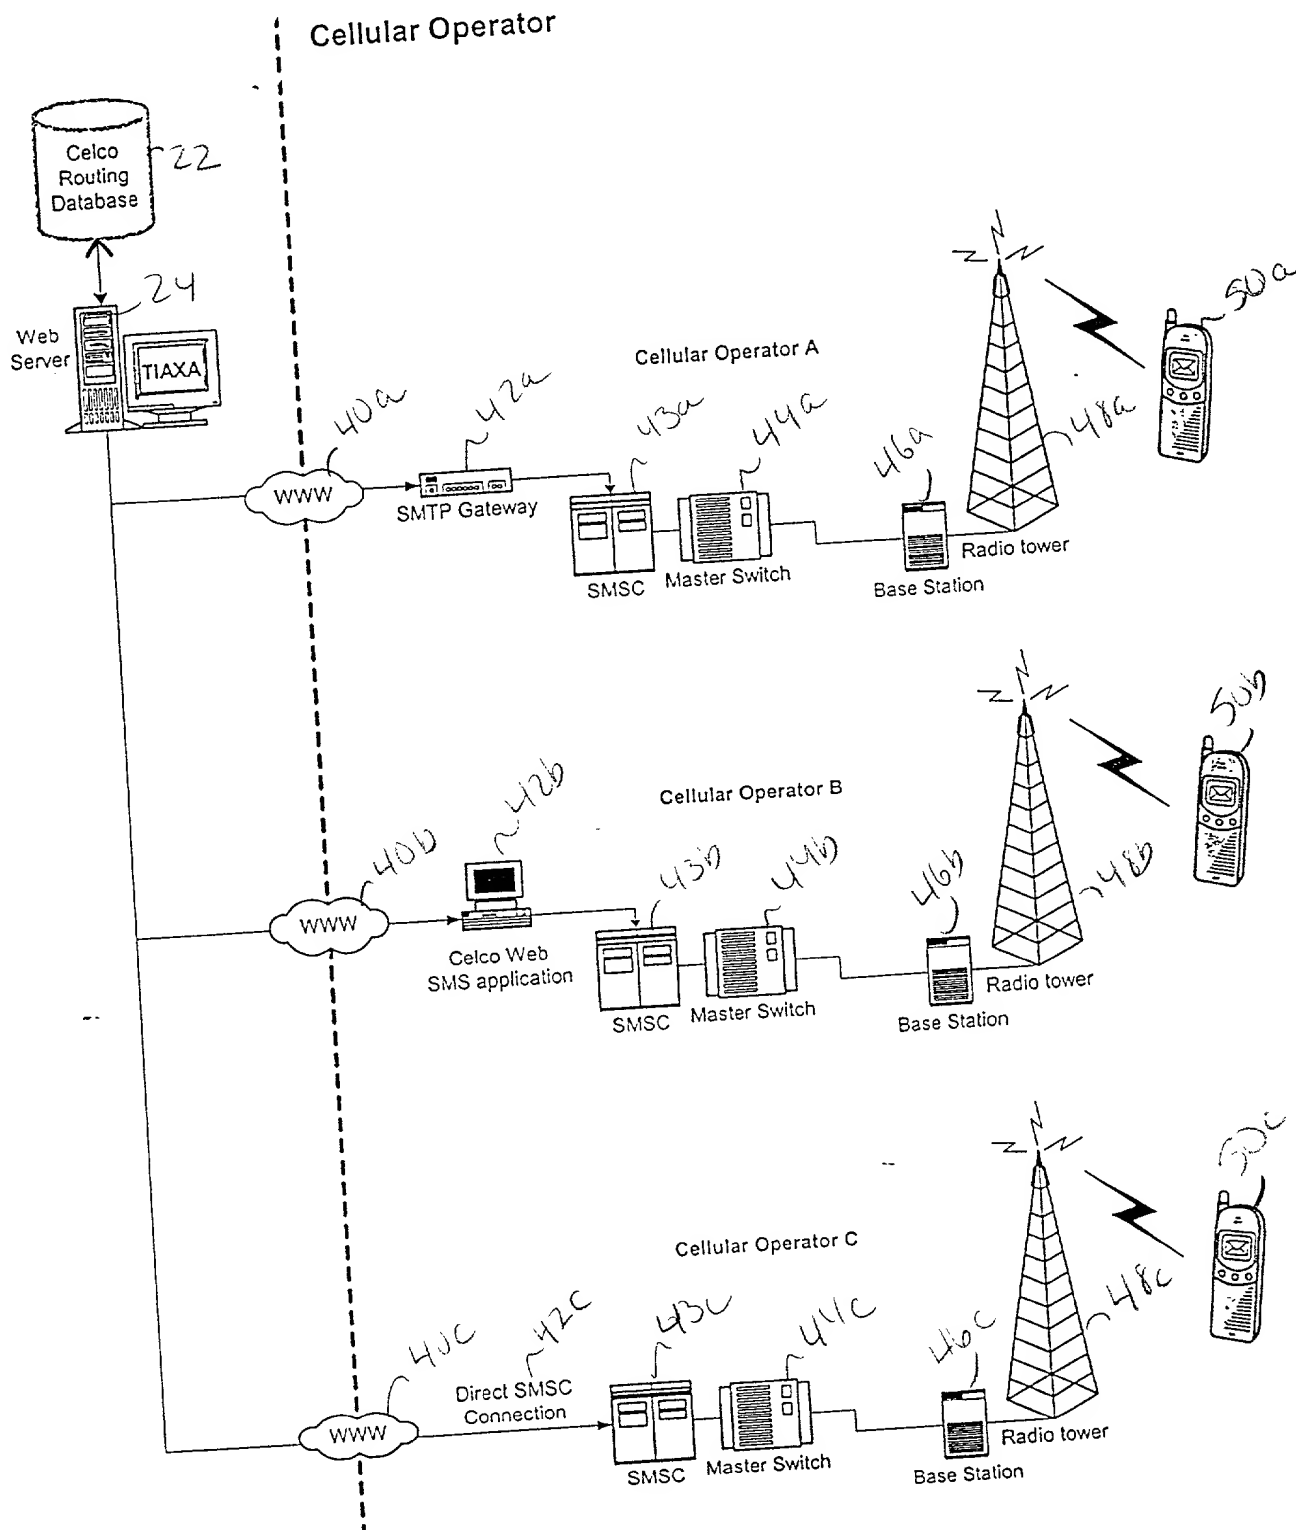 Cellular Operator
Celco
Routing
Database
22
24
Web
Server
TIAXA
Cellular Operator A
40a
42a
43a
44a
46a
48a
50a
WWW
SMTP Gateway
SMSC
Master Switch
Base Station
Radio tower
Cellular Operator B
40b
42b
43b
44b
46b
48b
50b
WWW
Celco Web
SMS application
SMSC
Master Switch
Base Station
Radio tower
Cellular Operator C
40c
42c
43c
44c
46c
48c
50c
WWW
Direct SMSC
Connection
SMSC
Master Switch
Base Station
Radio tower